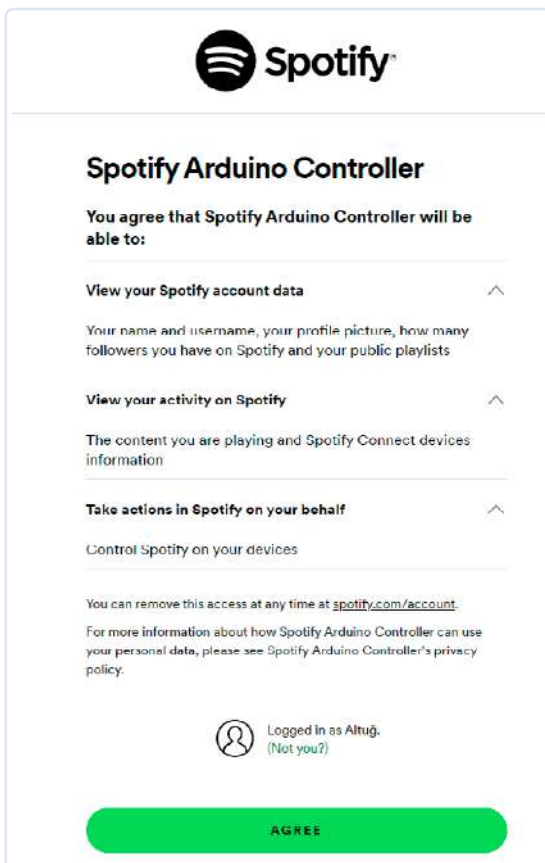 Spotify
Spotify Arduino Controller
You agree that Spotify Arduino Controller will be
able to:
View your Spotify account data
Your name and username, your profile picture, how many
followers you have on Spotify and your public playlists
View your activity on Spotify
The content you are playing and Spotify Connect devices
information
Take actions in Spotify on your behalf
Control Spotify on your devices
You can remove this access at any time at spotify.com/account.
For more information about how Spotify Arduino Controller can use
your personal data, please see Spotify Arduino Controller's privacy
policy.
Logged in as Altuğ.
(Not you?)
AGREE